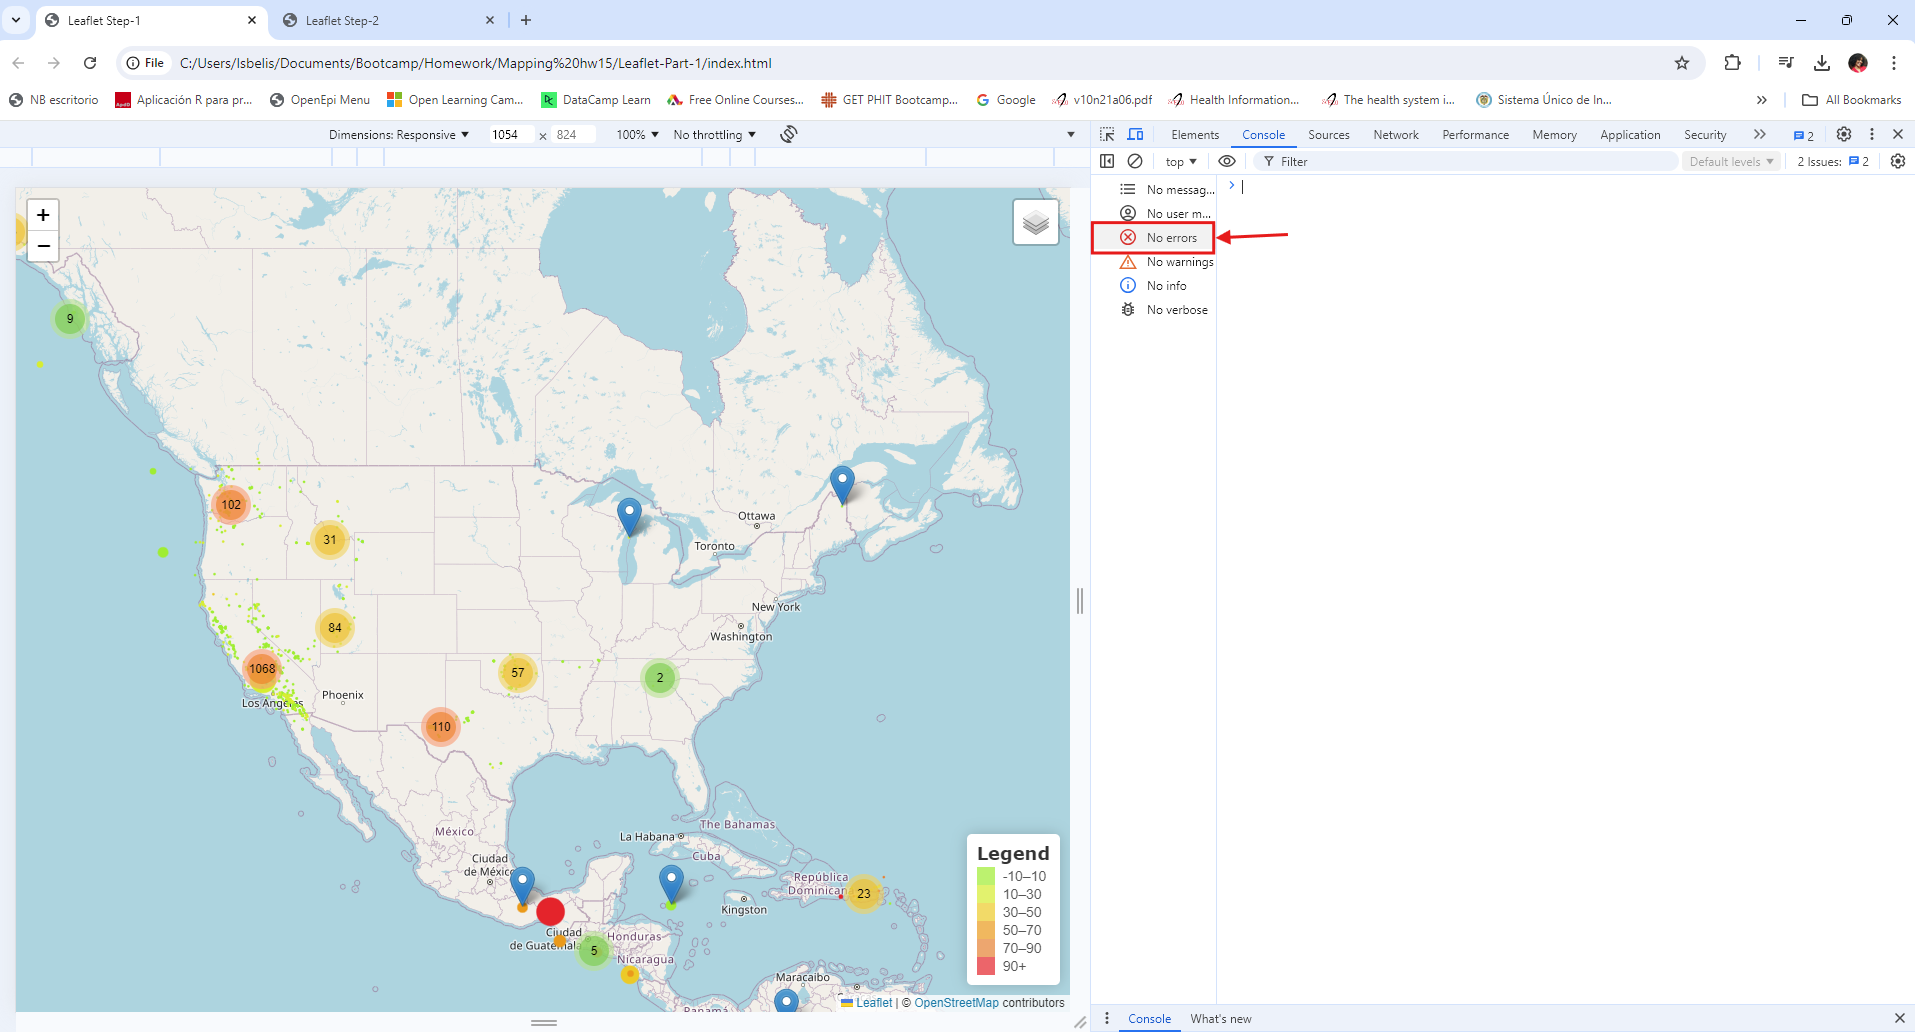 Leaflet Step-1
Leaflet Step-2
File
C:/Users/Isbelis/Documents/Bootcamp/Homework/Mapping%20hw15/Leaflet-Part-1/index.html
NB escritorio
Aplicación R para pr...
OpenEpi Menu
Open Learning Cam...
DataCamp Learn
Free Online Courses...
GET PHIT Bootcamp...
Google
v10n21a06.pdf
Health Information...
The health system i...
Sistema Único de In...
All Bookmarks
Dimensions: Responsive
1054 × 824
100%
No throttling
Elements
Console
Sources
Network
Performance
Memory
Application
Security
2
top
Filter
Default levels
2 Issues: 2
No messag...
No user m...
No errors
No warnings
No info
No verbose
+
−
9
102
31
Ottawa
Toronto
New York
Washington
84
1068
57
2
Phoenix
Los Angeles
110
México
La Habana
The Bahamas
Cuba
Ciudad
de México
República
Dominicana
23
Kingston
Ciudad
de Guatemala
5
Honduras
Nicaragua
Maracaibo
Panamá
Legend
-10–10
10–30
30–50
50–70
70–90
90+
Leaflet | © OpenStreetMap contributors
Console
What's new